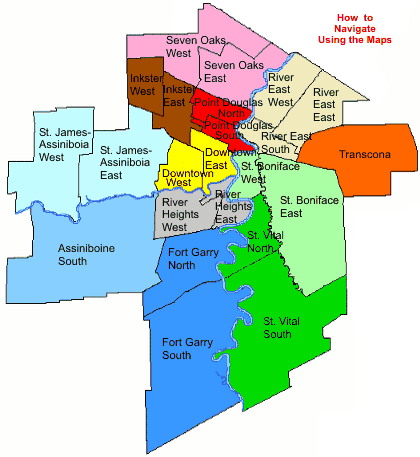 How to
Navigate
Using the Maps
Seven Oaks
West
Seven Oaks
East
Inkster
West
Inkster
East
River
East
West
River
East
East
Point Douglas
North
Point Douglas
South
River East
South
Transcona
St. James-
Assiniboia
West
St. James-
Assiniboia
East
Downtown
East
Downtown
West
St. Boniface
West
St. Boniface
East
River
Heights
West
River
Heights
East
Assiniboine
South
Fort Garry
North
St. Vital
North
Fort Garry
South
St. Vital
South